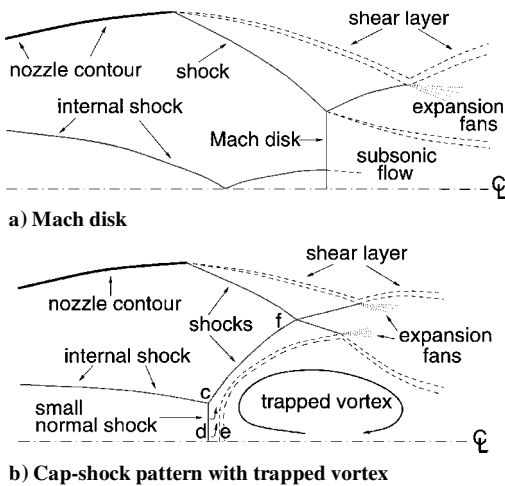 shear layer
nozzle contour
shock
internal shock
expansion
fans
Mach disk
subsonic
flow
℄
a) Mach disk
shear layer
nozzle contour
f
shocks
expansion
fans
internal shock
c
trapped vortex
small
normal shock
d
e
℄
b) Cap-shock pattern with trapped vortex